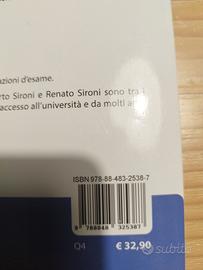 azioni d'esame.
rto Sironi e Renato Sironi sono tra i
accesso all'università e da molti
ISBN 978-88-483-2538-7
9 788848 325387
Q4
€ 32,90
subito